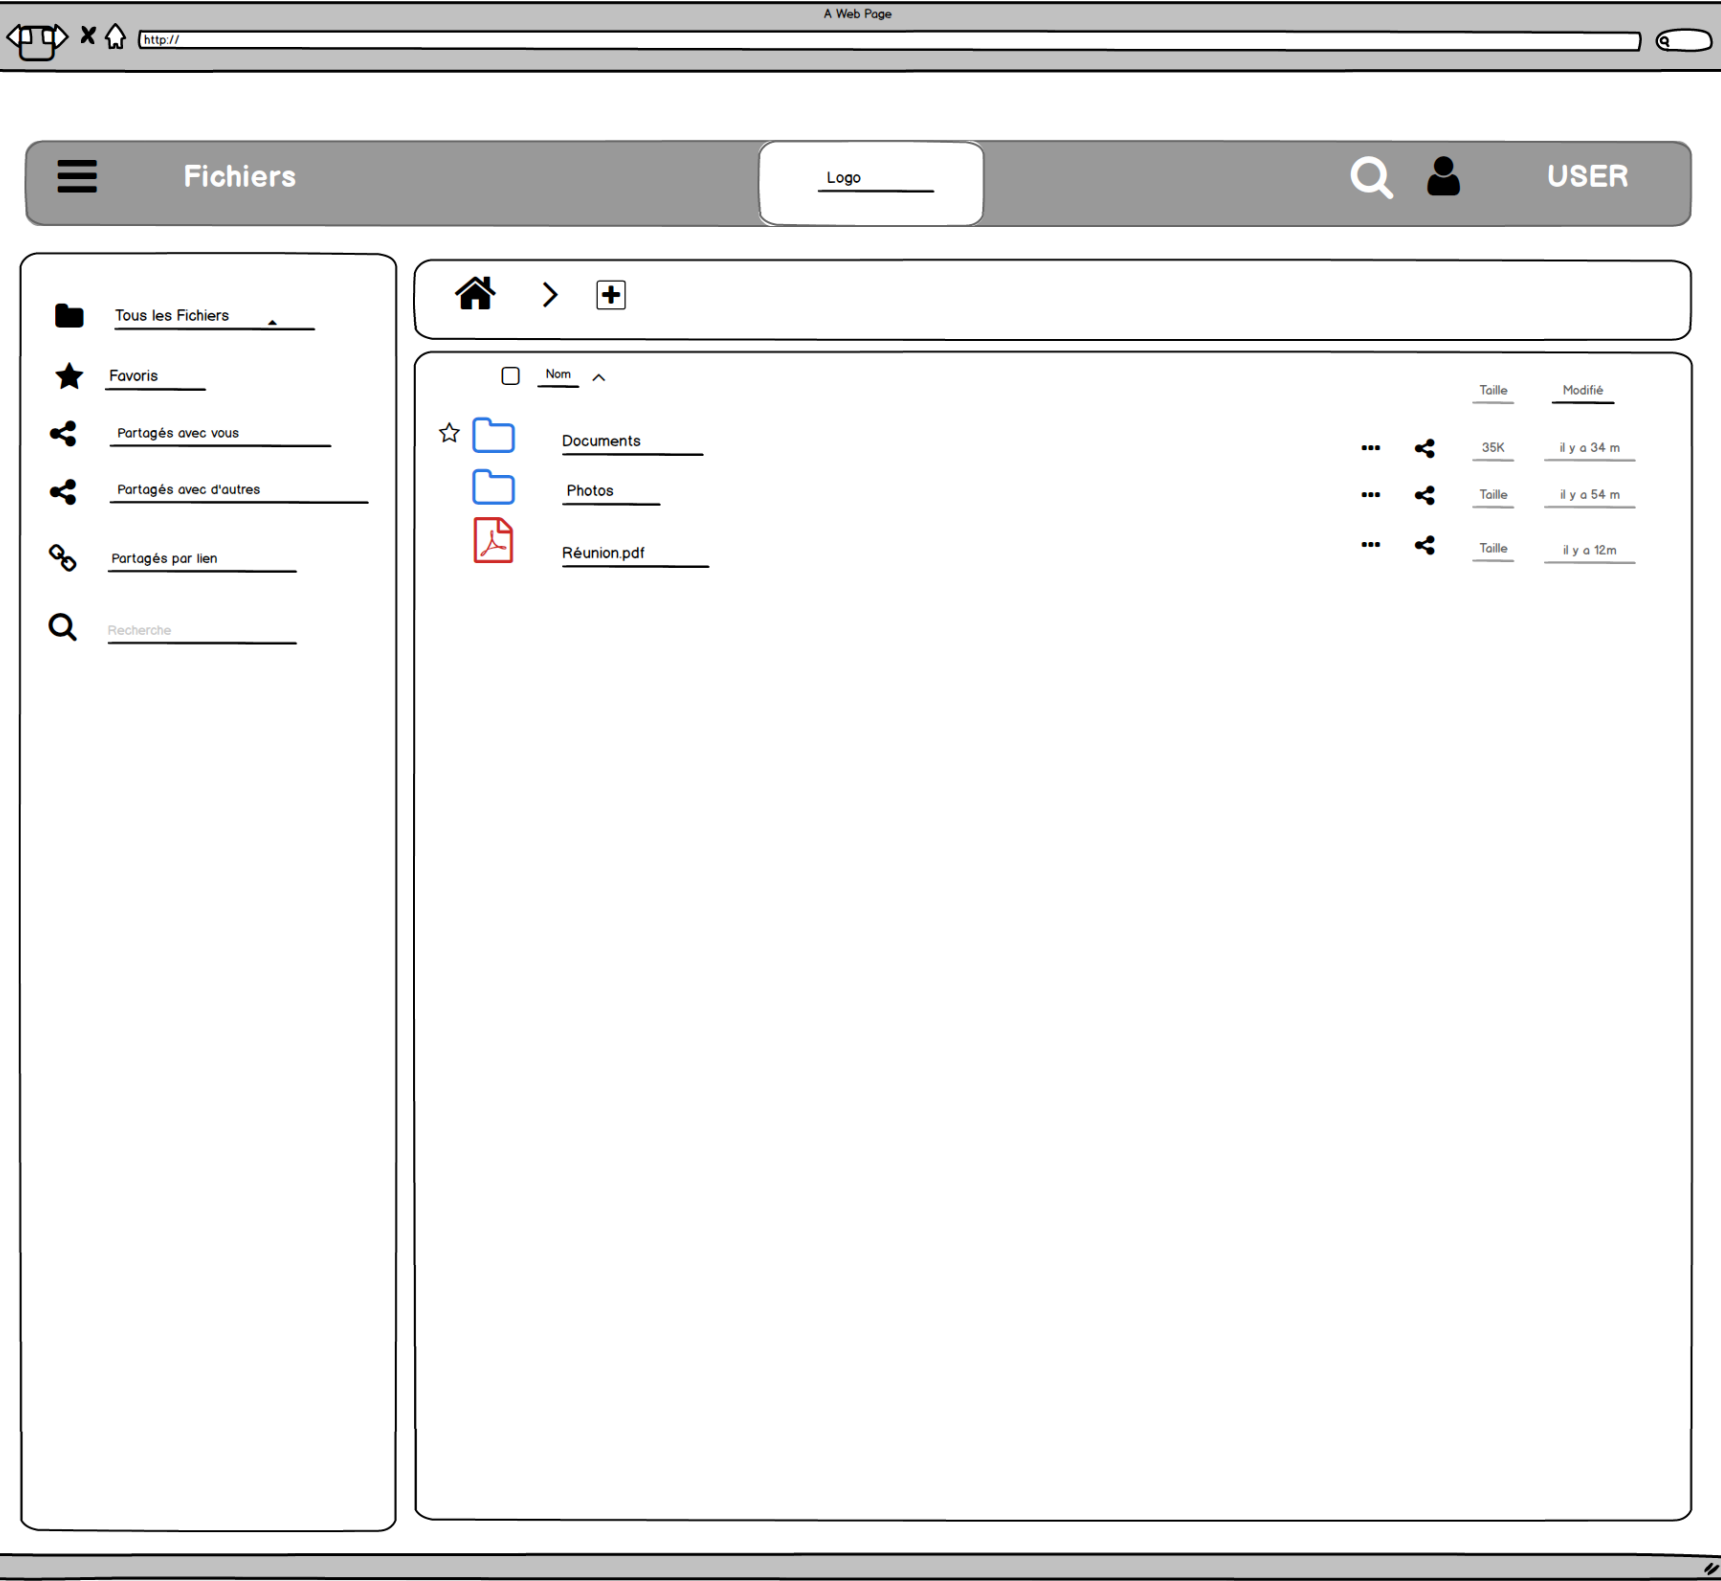 A Web Page
http://
Fichiers
Logo
USER
Tous les Fichiers
Favoris
Partagés avec vous
Partagés avec d'autres
Partagés par lien
Recherche
Nom
Taille Modifié
Documents 35K il y a 34 m
Photos Taille il y a 54 m
Réunion.pdf Taille il y a 12m